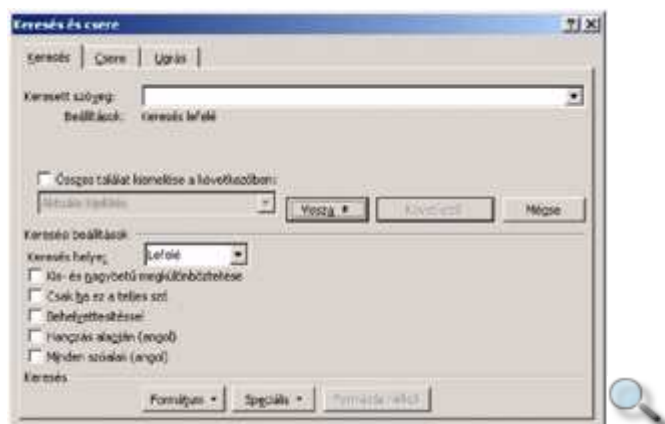 Keresés és csere
Keresés Csere Ugrás
Keresett szöveg:
Beállítások: Keresés lefelé
Összes találat kiemelése a következőben:
Vissza Következő Mégse
Keresési beállítások
Keresés helye: Lefelé
Kis- és nagybetű megkülönböztetése
Csak ha ez a teljes szó
Behelyettesítéssel
Hangzás alapján (angol)
Minden szóalak (angol)
Keresés
Formátum Speciális Formázás nélkül